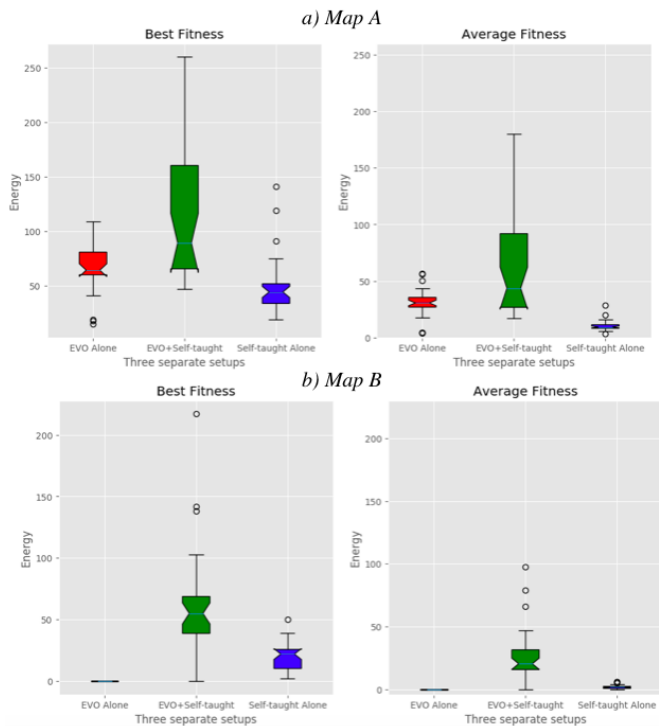 a) Map A
Best Fitness
Average Fitness
250
200
150
100
50
Energy
EVO Alone
EVO+Self-taught
Self-taught Alone
Three separate setups
250
200
150
100
50
0
Energy
EVO Alone
EVO+Self-taught
Self-taught Alone
Three separate setups
b) Map B
Best Fitness
Average Fitness
200
150
100
50
0
Energy
EVO Alone
EVO+Self-taught
Self-taught Alone
Three separate setups
200
150
100
50
0
Energy
EVO Alone
EVO+Self-taught
Self-taught Alone
Three separate setups